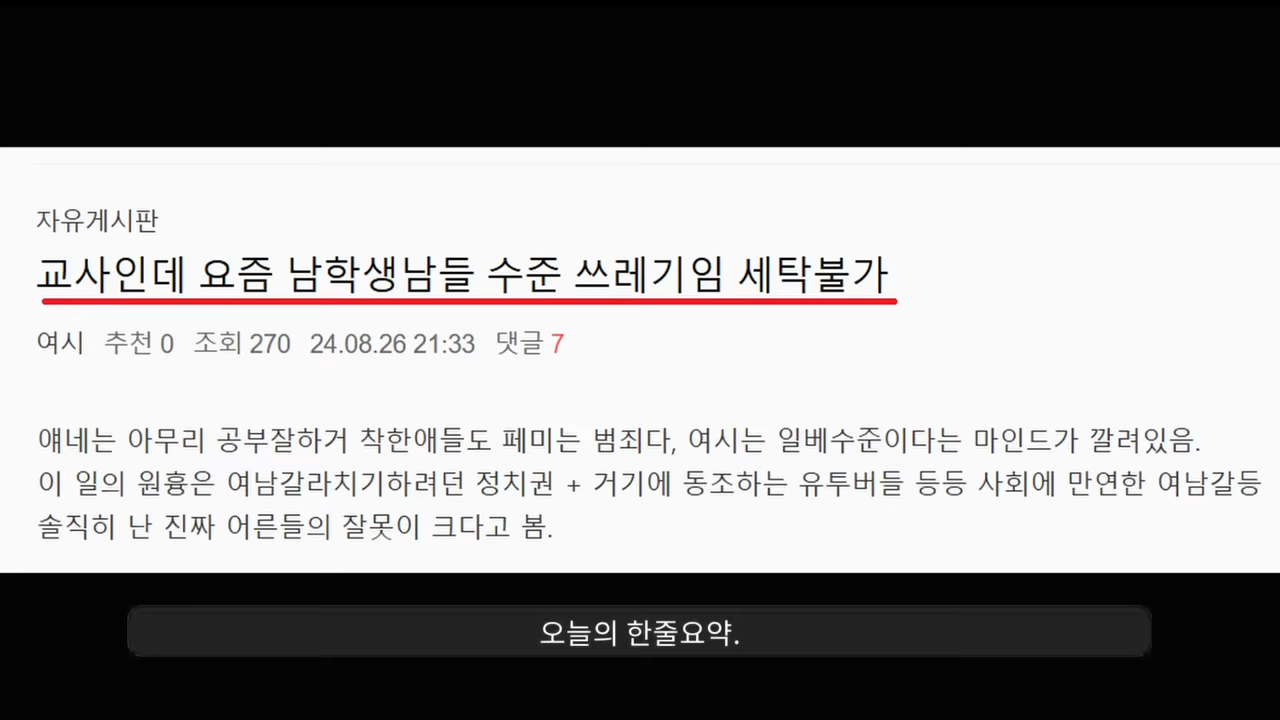 자유게시판
교사인데 요즘 남학생남들 수준 쓰레기임 세탁불가
여시 추천 0 조회 270 24.08.26 21:33 댓글 7
얘네는 아무리 공부잘하거 착한애들도 페미는 범죄다, 여시는 일베수준이다는 마인드가 깔려있음.
이 일의 원흉은 여남갈라치기하려던 정치권 + 거기에 동조하는 유투버들 등등 사회에 만연한 여남갈등
솔직히 난 진짜 어른들의 잘못이 크다고 봄.
오늘의 한줄요약.